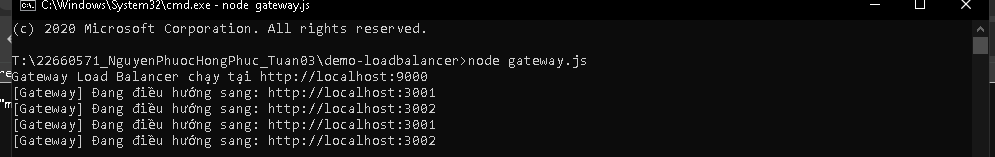 C:\Windows\System32\cmd.exe - node gateway.js
(c) 2020 Microsoft Corporation. All rights reserved.
T:\22660571_NguyenPhuocHongPhuc_Tuan03\demo-loadbalancer>node gateway.js
Gateway Load Balancer chạy tại http://localhost:9000
[Gateway] Đang điều hướng sang: http://localhost:3001
[Gateway] Đang điều hướng sang: http://localhost:3002
[Gateway] Đang điều hướng sang: http://localhost:3001
[Gateway] Đang điều hướng sang: http://localhost:3002